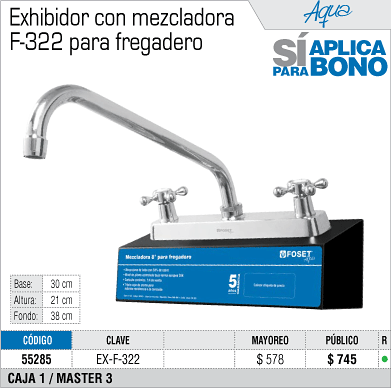 Exhibidor con mezcladora
F-322 para fregadero
Aqua
SÍ APLICA
PARA BONO
Mezcladora 8" para fregadero
FOSET
5 años
Base: 30 cm
Altura: 21 cm
Fondo: 38 cm
CÓDIGO CLAVE MAYOREO PÚBLICO R
55285 EX-F-322 $ 578 $ 745
CAJA 1 / MASTER 3